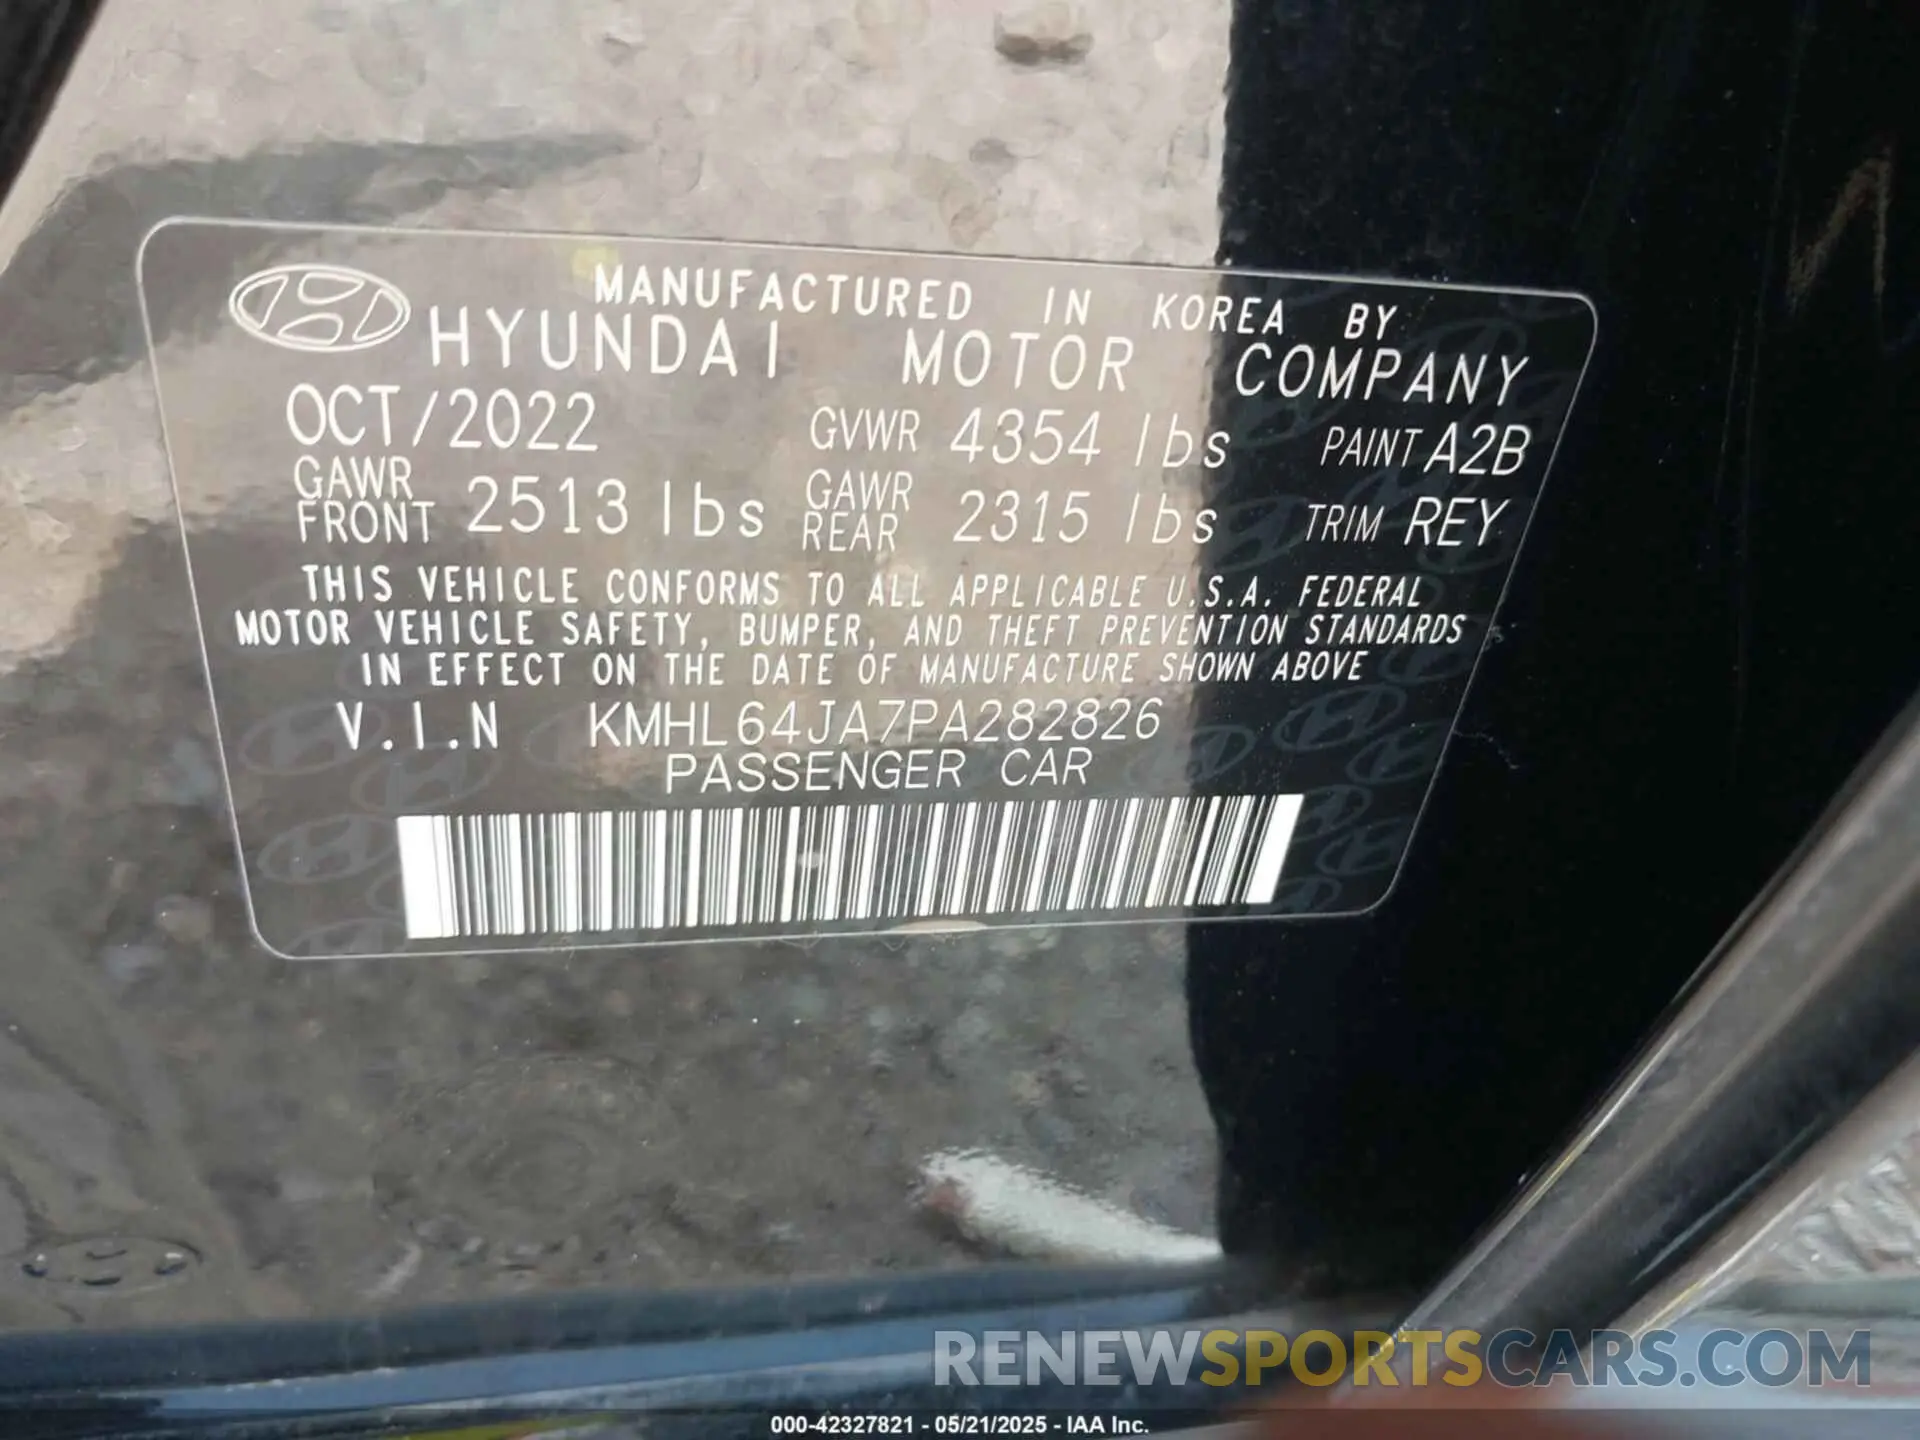 MANUFACTURED IN KOREA BY
HYUNDAI MOTOR COMPANY
OCT/2022 GVWR 4354 lbs PAINT A2B
GAWR FRONT 2513 lbs GAWR REAR 2315 lbs TRIM REY
THIS VEHICLE CONFORMS TO ALL APPLICABLE U.S.A. FEDERAL
MOTOR VEHICLE SAFETY, BUMPER, AND THEFT PREVENTION STANDARDS
IN EFFECT ON THE DATE OF MANUFACTURE SHOWN ABOVE
V.I.N KMHL64JA7PA282826
PASSENGER CAR
RENEWSPORTSCARS.COM
000-42327821 - 05/21/2025 - IAA Inc.